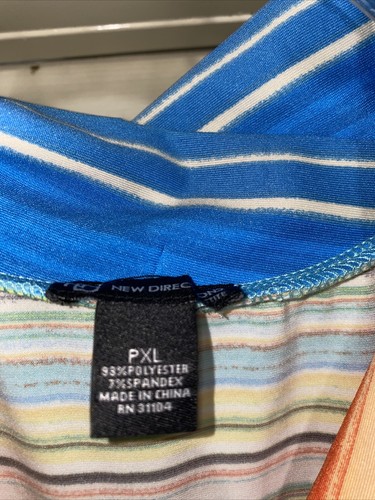 NEW DIREC
PXL
93%POLYESTER
7%SPANDEX
MADE IN CHINA
RN 31104